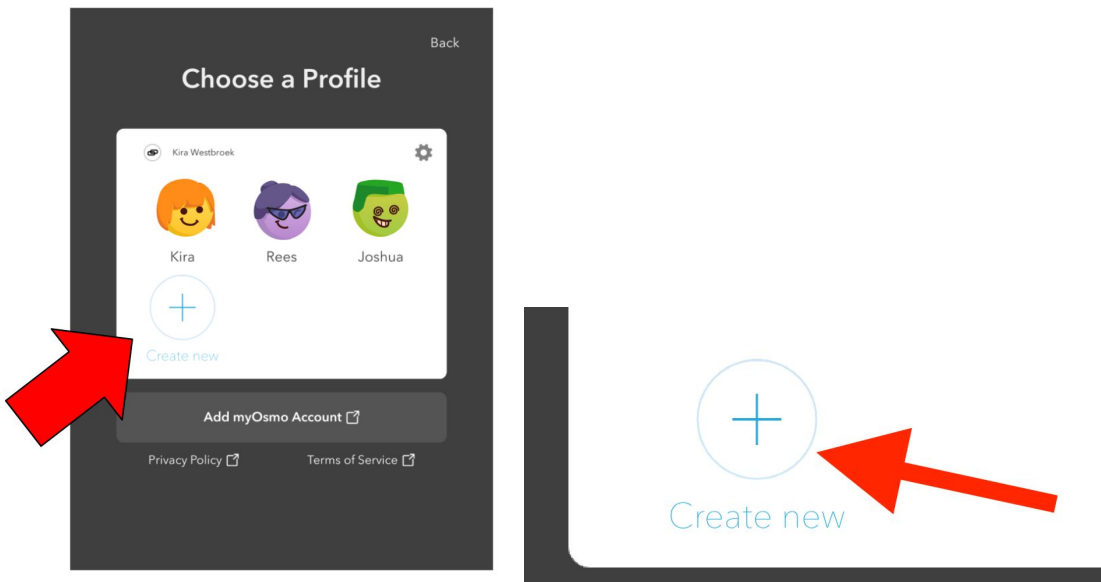 Back
Choose a Profile
Kira Westbroek
Kira Rees Joshua
Create new
Add myOsmo Account
Privacy Policy Terms of Service
Create new